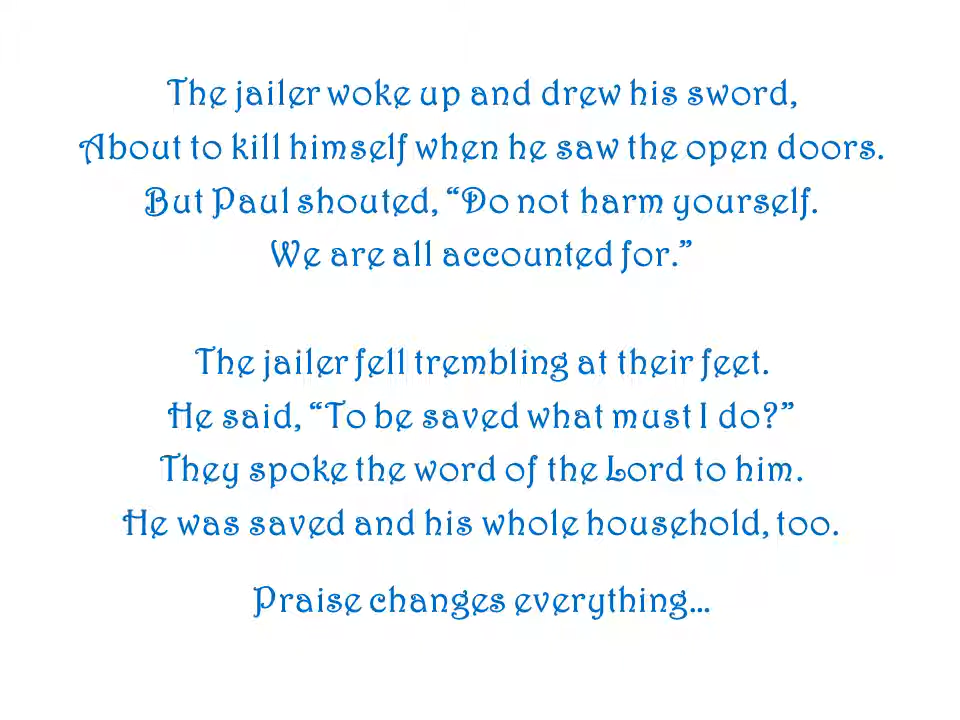 The jailer woke up and drew his sword,
About to kill himself when he saw the open doors.
But Paul shouted, “Do not harm yourself.
We are all accounted for.”
The jailer fell trembling at their feet.
He said, “To be saved what must I do?”
They spoke the word of the Lord to him.
He was saved and his whole household, too.
Praise changes everything...